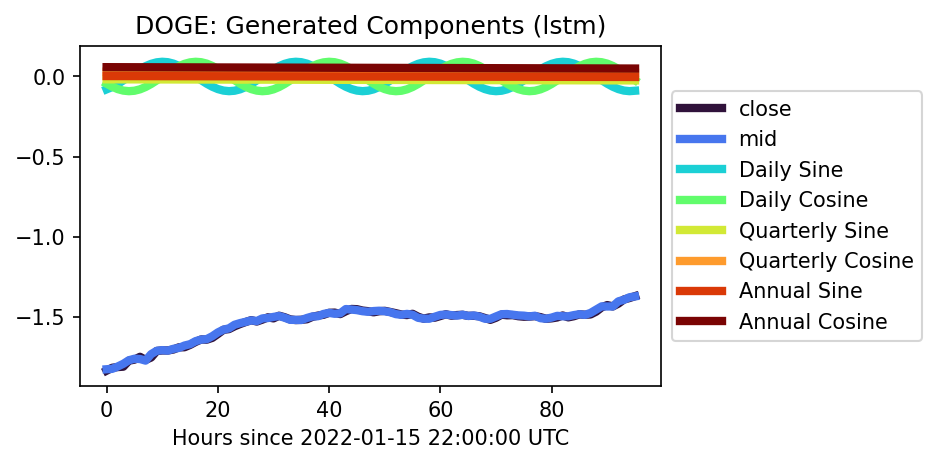 DOGE: Generated Components (lstm)
0.0
−0.5
−1.0
−1.5
0 20 40 60 80
Hours since 2022-01-15 22:00:00 UTC
close
mid
Daily Sine
Daily Cosine
Quarterly Sine
Quarterly Cosine
Annual Sine
Annual Cosine